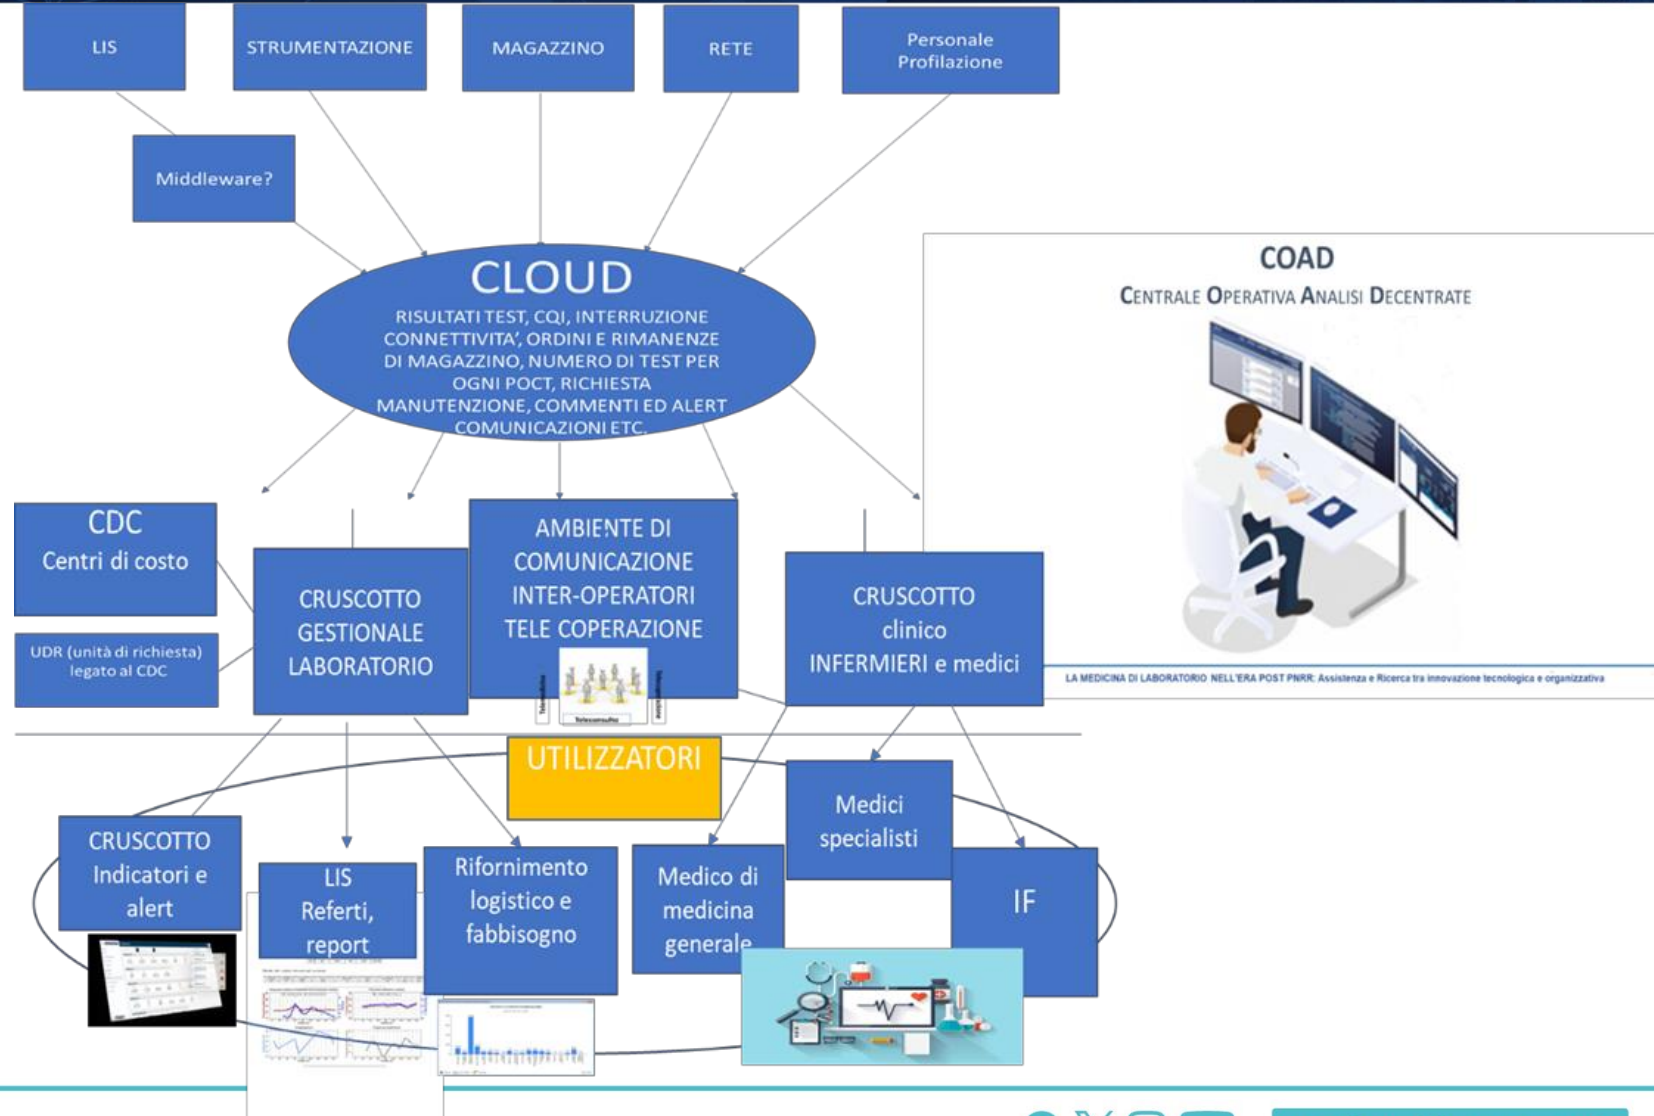 LIS
STRUMENTAZIONE
MAGAZZINO
RETE
Personale
Profilazione
Middleware?
CLOUD
RISULTATI TEST, CQI, INTERRUZIONE
CONNETTIVITA', ORDINI E RIMANENZE
DI MAGAZZINO, NUMERO DI TEST PER
OGNI POCT, RICHIESTA
MANUTENZIONE, COMMENTI ED ALERT
COMUNICAZIONI ETC.
COAD
CENTRALE OPERATIVA ANALISI DECENTRATE
CDC
Centri di costo
UDR (unità di richiesta)
legato al CDC
CRUSCOTTO
GESTIONALE
LABORATORIO
AMBIENTE DI
COMUNICAZIONE
INTER-OPERATORI
TELE COPERAZIONE
Telemedicina
Teleconsulto
CRUSCOTTO
clinico
INFERMIERI e medici
LA MEDICINA DI LABORATORIO NELL'ERA POST PNRR: Assistenza e Ricerca tra innovazione tecnologica e organizzativa
UTILIZZATORI
CRUSCOTTO
Indicatori e
alert
LIS
Referti,
report
Rifornimento
logistico e
fabbisogno
Medico di
medicina
generale
Medici
specialisti
IF